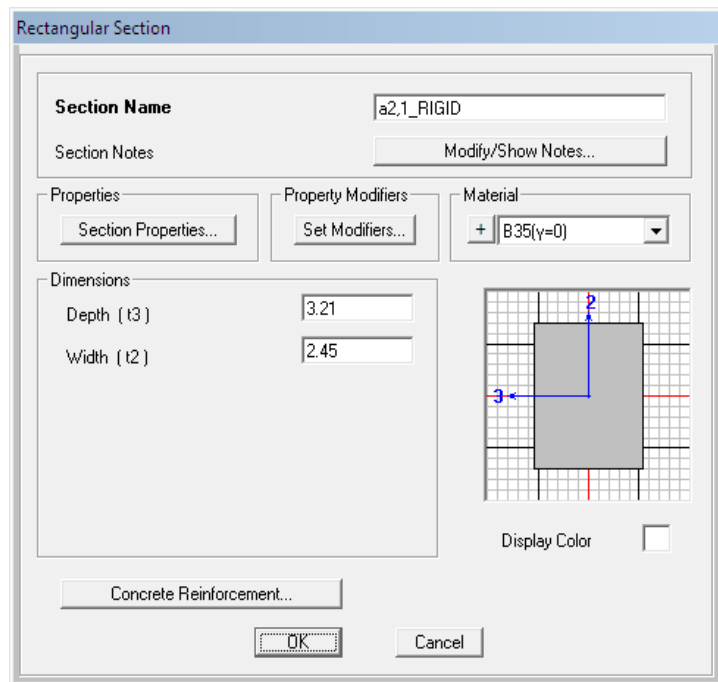 Rectangular Section
Section Name
a2,1_RIGID
Section Notes
Modify/Show Notes...
Properties
Section Properties...
Property Modifiers
Set Modifiers...
Material
+ B35(γ=0)
Dimensions
Depth ( t3 )
3.21
Width ( t2 )
2.45
2
3
Display Color
Concrete Reinforcement...
OK
Cancel